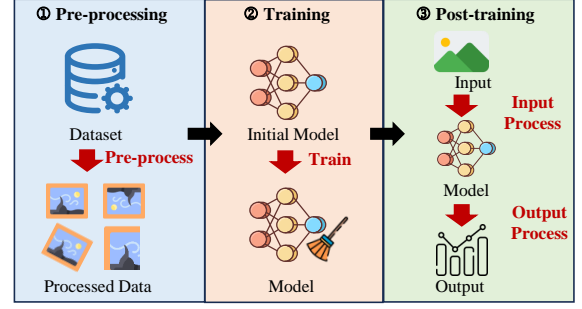 ① Pre-processing
Dataset
Pre-process
Processed Data
② Training
Initial Model
Train
Model
③ Post-training
Input
Input
Process
Model
Output
Process
Output